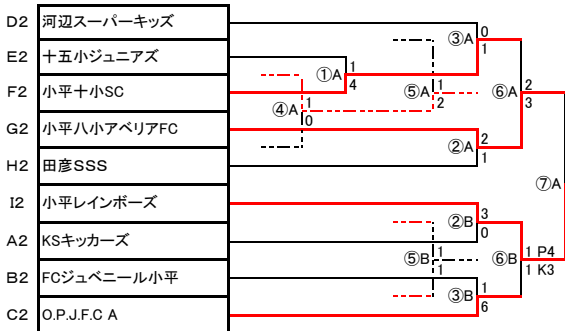 D2 河辺スーパーキッズ
E2 十五小ジュニアズ
F2 小平十小SC
G2 小平八小アベリアFC
H2 田彦SSS
I2 小平レインボーズ
A2 KSキッカーズ
B2 FCジュベニール小平
C2 O.P.J.F.C A
③A 0
1
①A 1
4
⑤A 1
2
④A 1
0
⑥A 2
3
②A 2
1
⑦A
②B 3
0
⑤B 1
1
⑥B 1 P4
1 K3
③B 1
6